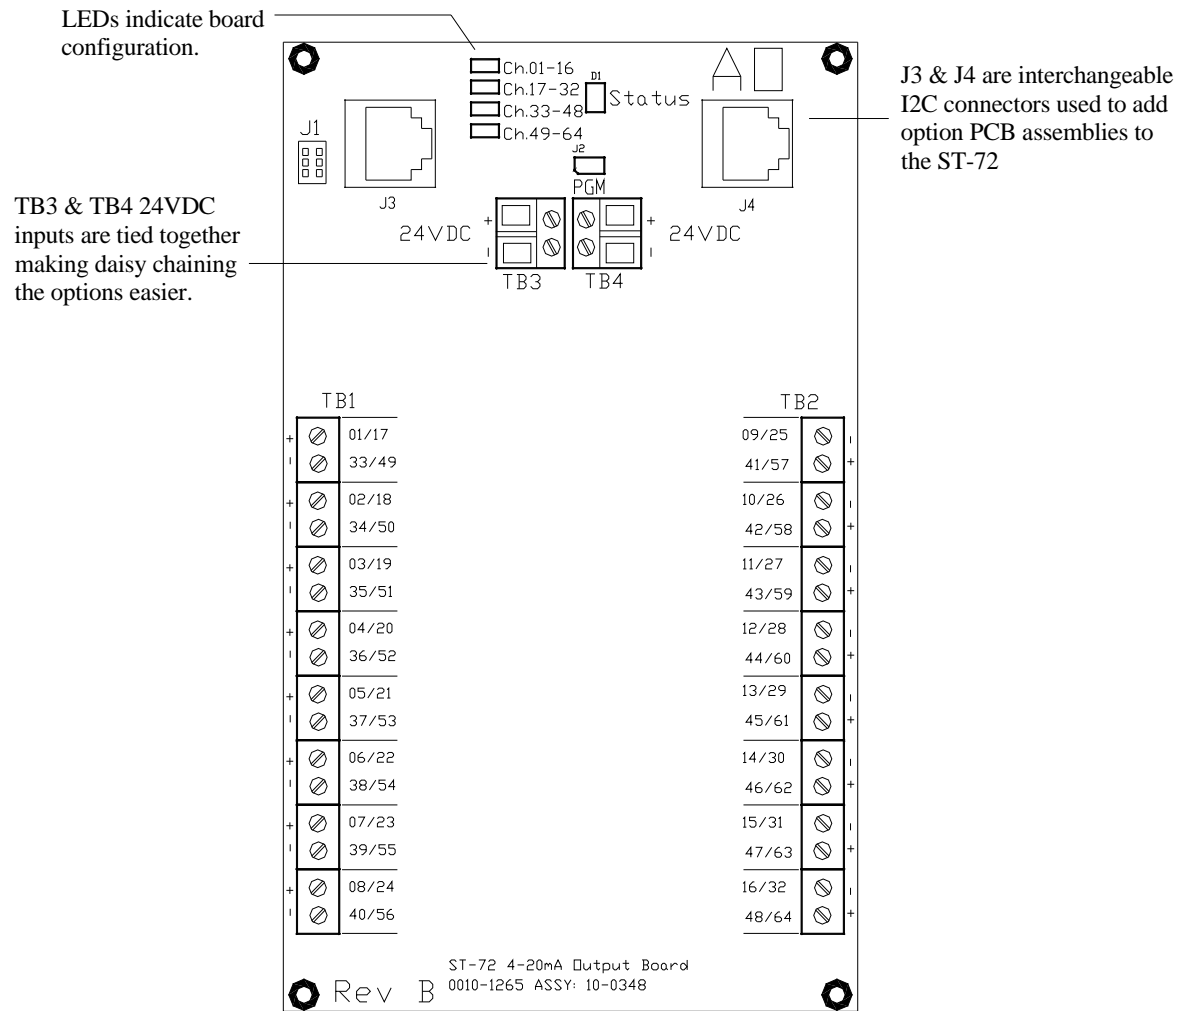 LEDs indicate board
configuration.
Ch.01-16
Ch.17-32
Ch.33-48
Ch.49-64
D1
Status
J1
J2
PGM
J3
J4
J3 & J4 are interchangeable
I2C connectors used to add
option PCB assemblies to
the ST-72
TB3 & TB4 24VDC
inputs are tied together
making daisy chaining
the options easier.
+ 24VDC -
TB3
TB4
+ 24VDC -
TB1
+ 01/17
- 33/49
+ 02/18
- 34/50
+ 03/19
- 35/51
+ 04/20
- 36/52
+ 05/21
- 37/53
+ 06/22
- 38/54
+ 07/23
- 39/55
+ 08/24
- 40/56
TB2
09/25 -
41/57 +
10/26 -
42/58 +
11/27 -
43/59 +
12/28 -
44/60 +
13/29 -
45/61 +
14/30 -
46/62 +
15/31 -
47/63 +
16/32 -
48/64 +
ST-72 4-20mA Output Board
0010-1265 ASSY: 10-0348
Rev B